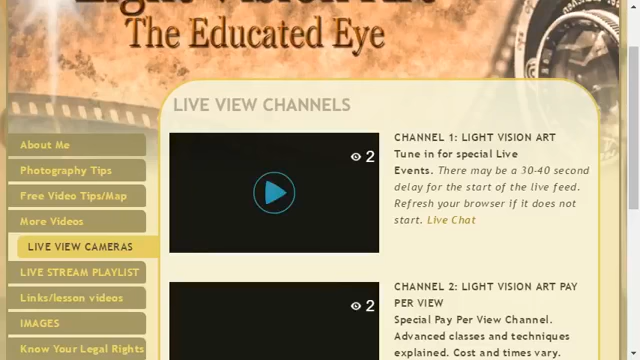 Light Vision Art
The Educated Eye
LIVE VIEW CHANNELS
About Me
Photography Tips
Free Video Tips/Map
More Videos
LIVE VIEW CAMERAS
LIVE STREAM PLAYLIST
Links/lesson videos
IMAGES
Know Your Legal Rights
2
CHANNEL 1: LIGHT VISION ART
Tune in for special Live
Events. There may be a 30-40 second
delay for the start of the live feed.
Refresh your browser if it does not
start. Live Chat
2
CHANNEL 2: LIGHT VISION ART PAY
PER VIEW
Special Pay Per View Channel.
Advanced classes and techniques
explained. Cost and times vary.